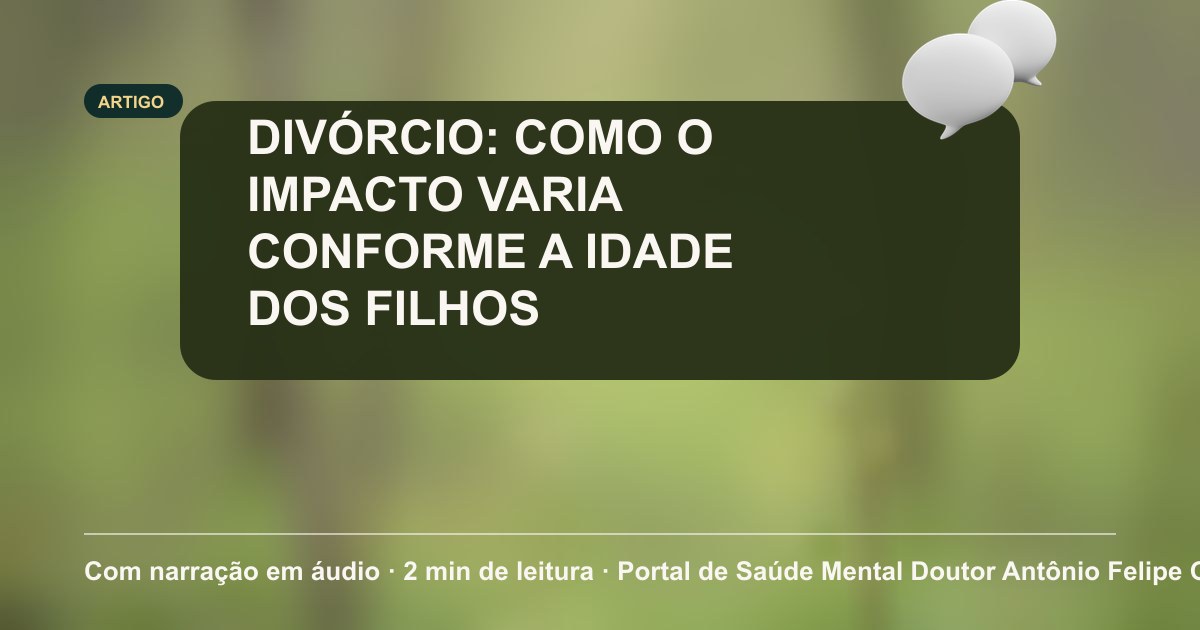 ARTIGO
DIVÓRCIO: COMO O
IMPACTO VARIA
CONFORME A IDADE
DOS FILHOS
Com narração em áudio · 2 min de leitura · Portal de Saúde Mental Doutor Antônio Felipe